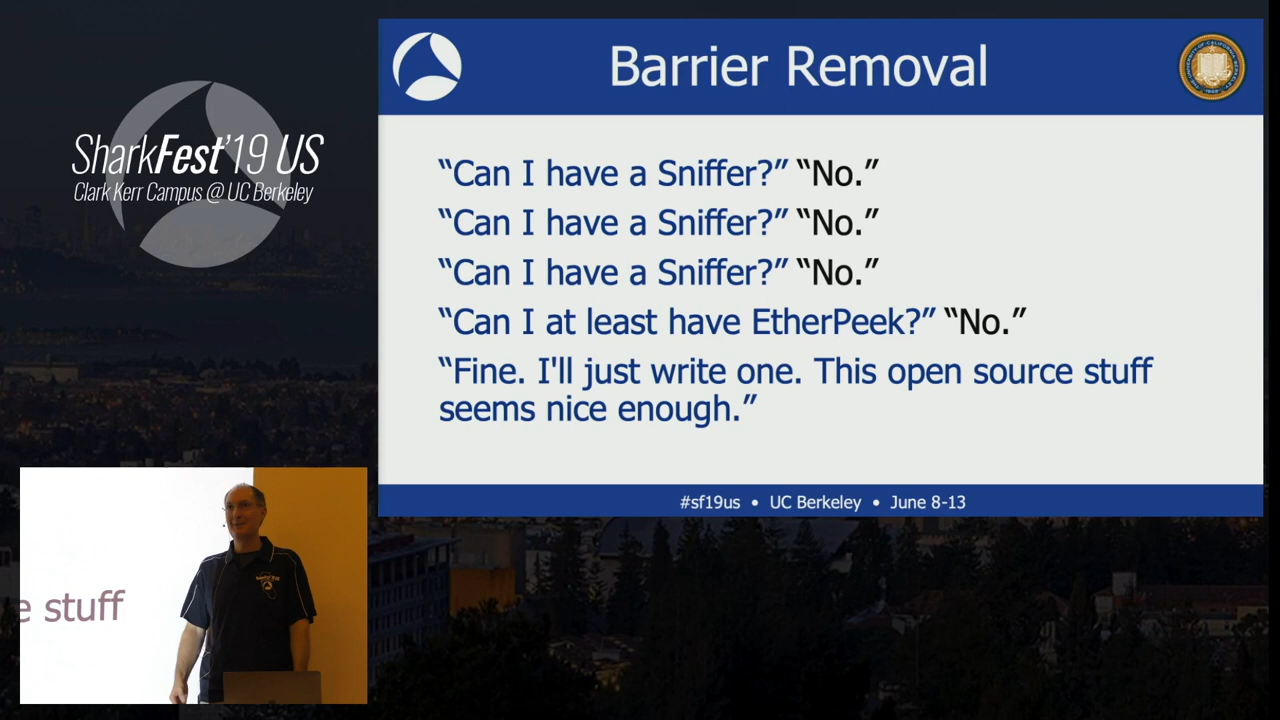 Barrier Removal
SharkFest'19 US
Clark Kerr Campus @ UC Berkeley
“Can I have a Sniffer?” “No.”
“Can I have a Sniffer?” “No.”
“Can I have a Sniffer?” “No.”
“Can I at least have EtherPeek?” “No.”
“Fine. I'll just write one. This open source stuff
seems nice enough.”
#sf19us • UC Berkeley • June 8-13
e stuff